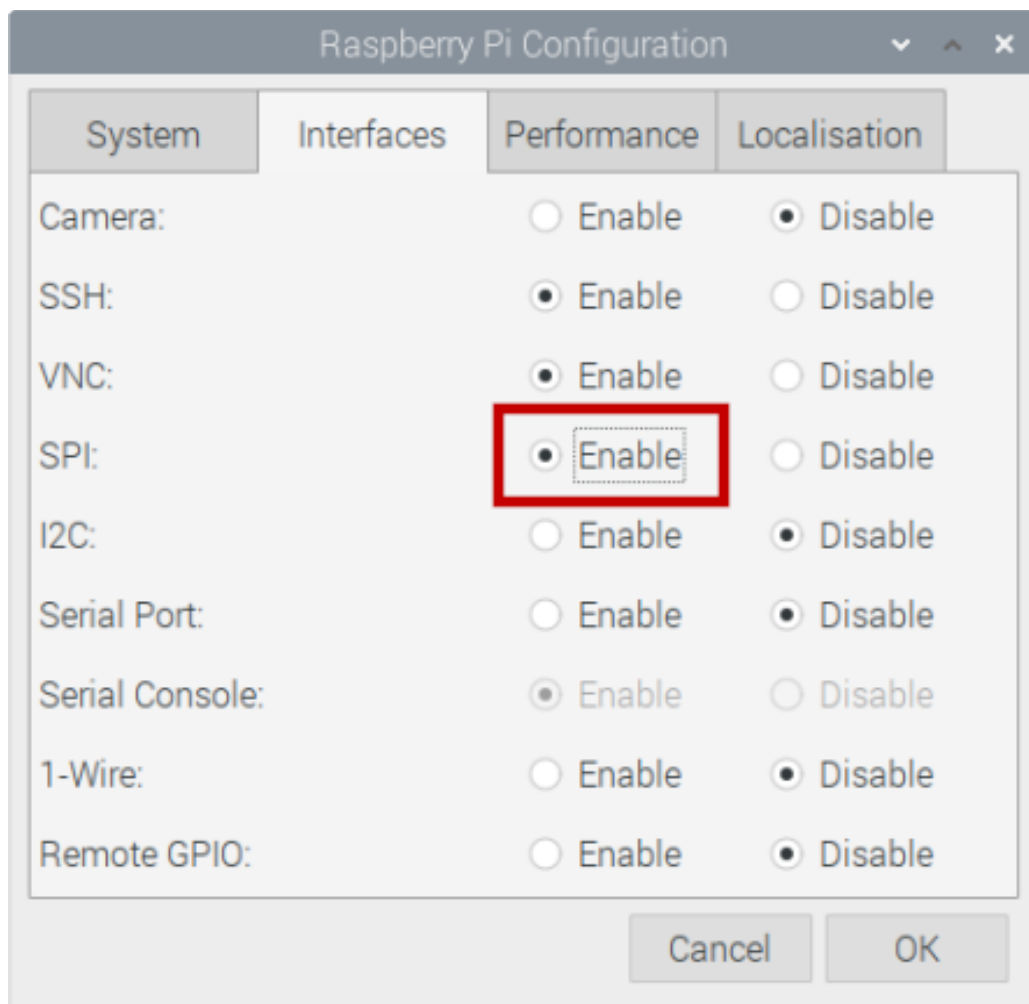 Raspberry Pi Configuration
System Interfaces Performance Localisation
Camera: Enable Disable
SSH: Enable Disable
VNC: Enable Disable
SPI: Enable Disable
I2C: Enable Disable
Serial Port: Enable Disable
Serial Console: Enable Disable
1-Wire: Enable Disable
Remote GPIO: Enable Disable
Cancel OK